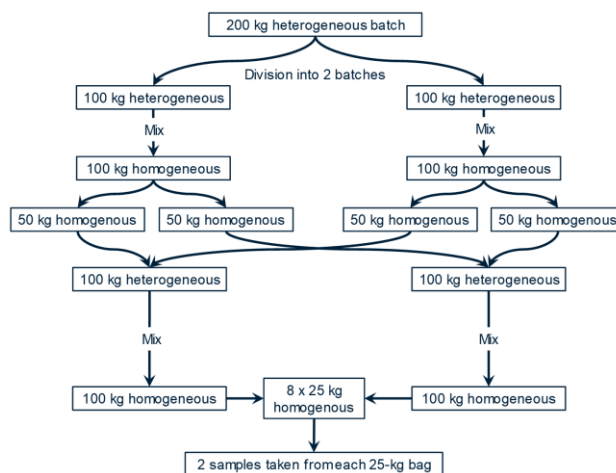 200 kg heterogeneous batch
Division into 2 batches
100 kg heterogeneous
100 kg heterogeneous
Mix
Mix
100 kg homogeneous
100 kg homogeneous
50 kg homogenous
50 kg homogenous
50 kg homogenous
50 kg homogenous
100 kg heterogeneous
100 kg heterogeneous
Mix
Mix
100 kg homogeneous
8 x 25 kg
homogenous
100 kg homogeneous
2 samples taken from each 25-kg bag